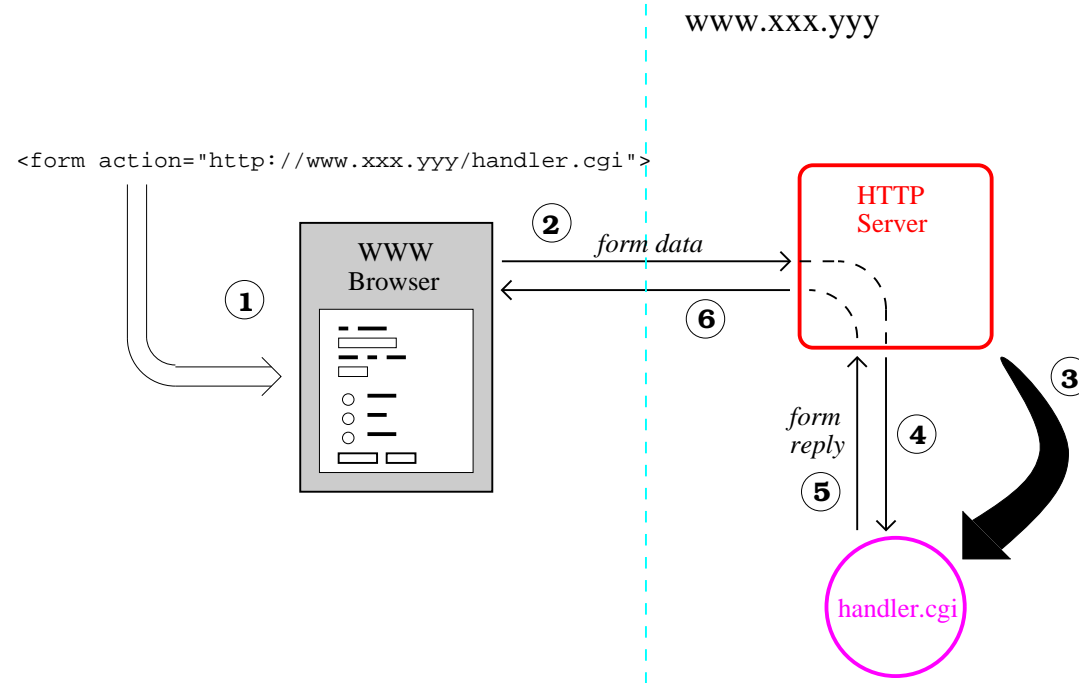 www.xxx.yyy
<form action="http://www.xxx.yyy/handler.cgi">
HTTP
Server
2
form data
WWW
Browser
1
6
3
form
reply
4
5
handler.cgi